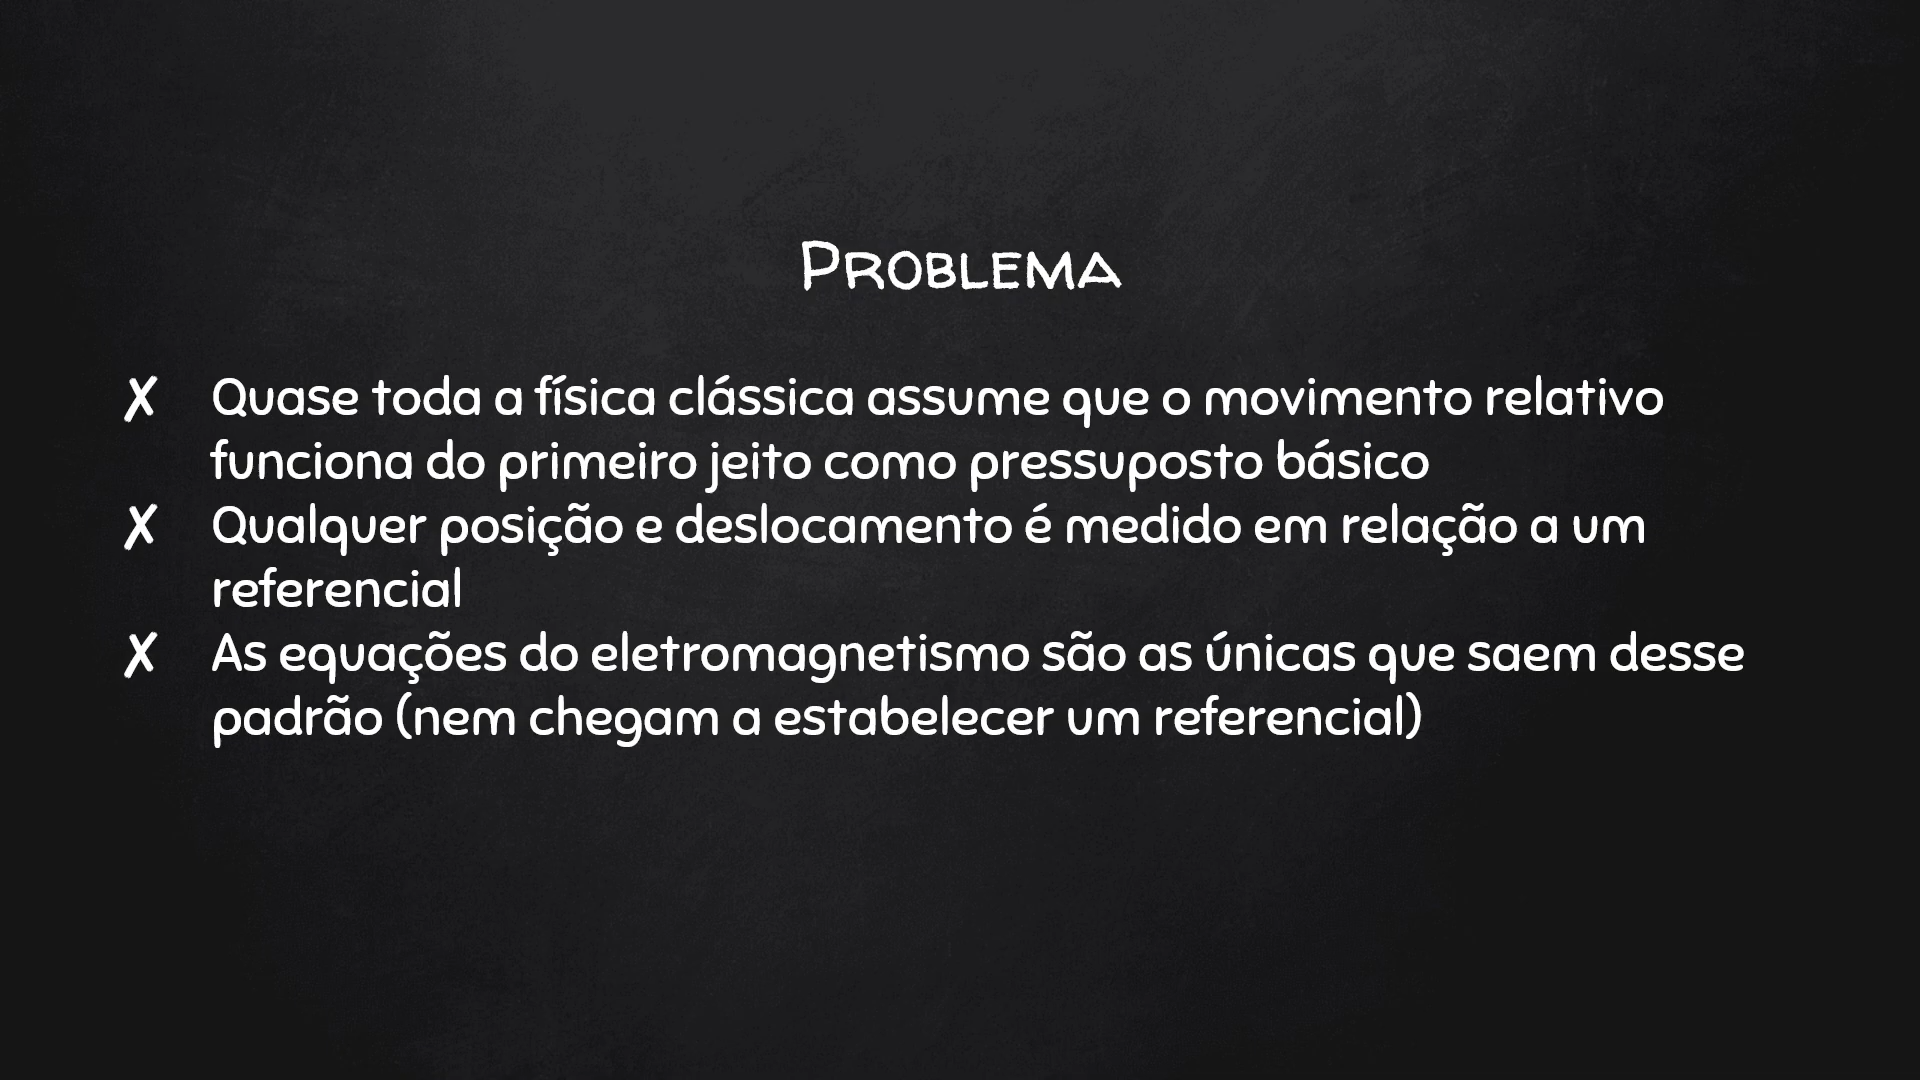 Problema
✗ Quase toda a física clássica assume que o movimento relativo
funciona do primeiro jeito como pressuposto básico
✗ Qualquer posição e deslocamento é medido em relação a um
referencial
✗ As equações do eletromagnetismo são as únicas que saem desse
padrão (nem chegam a estabelecer um referencial)